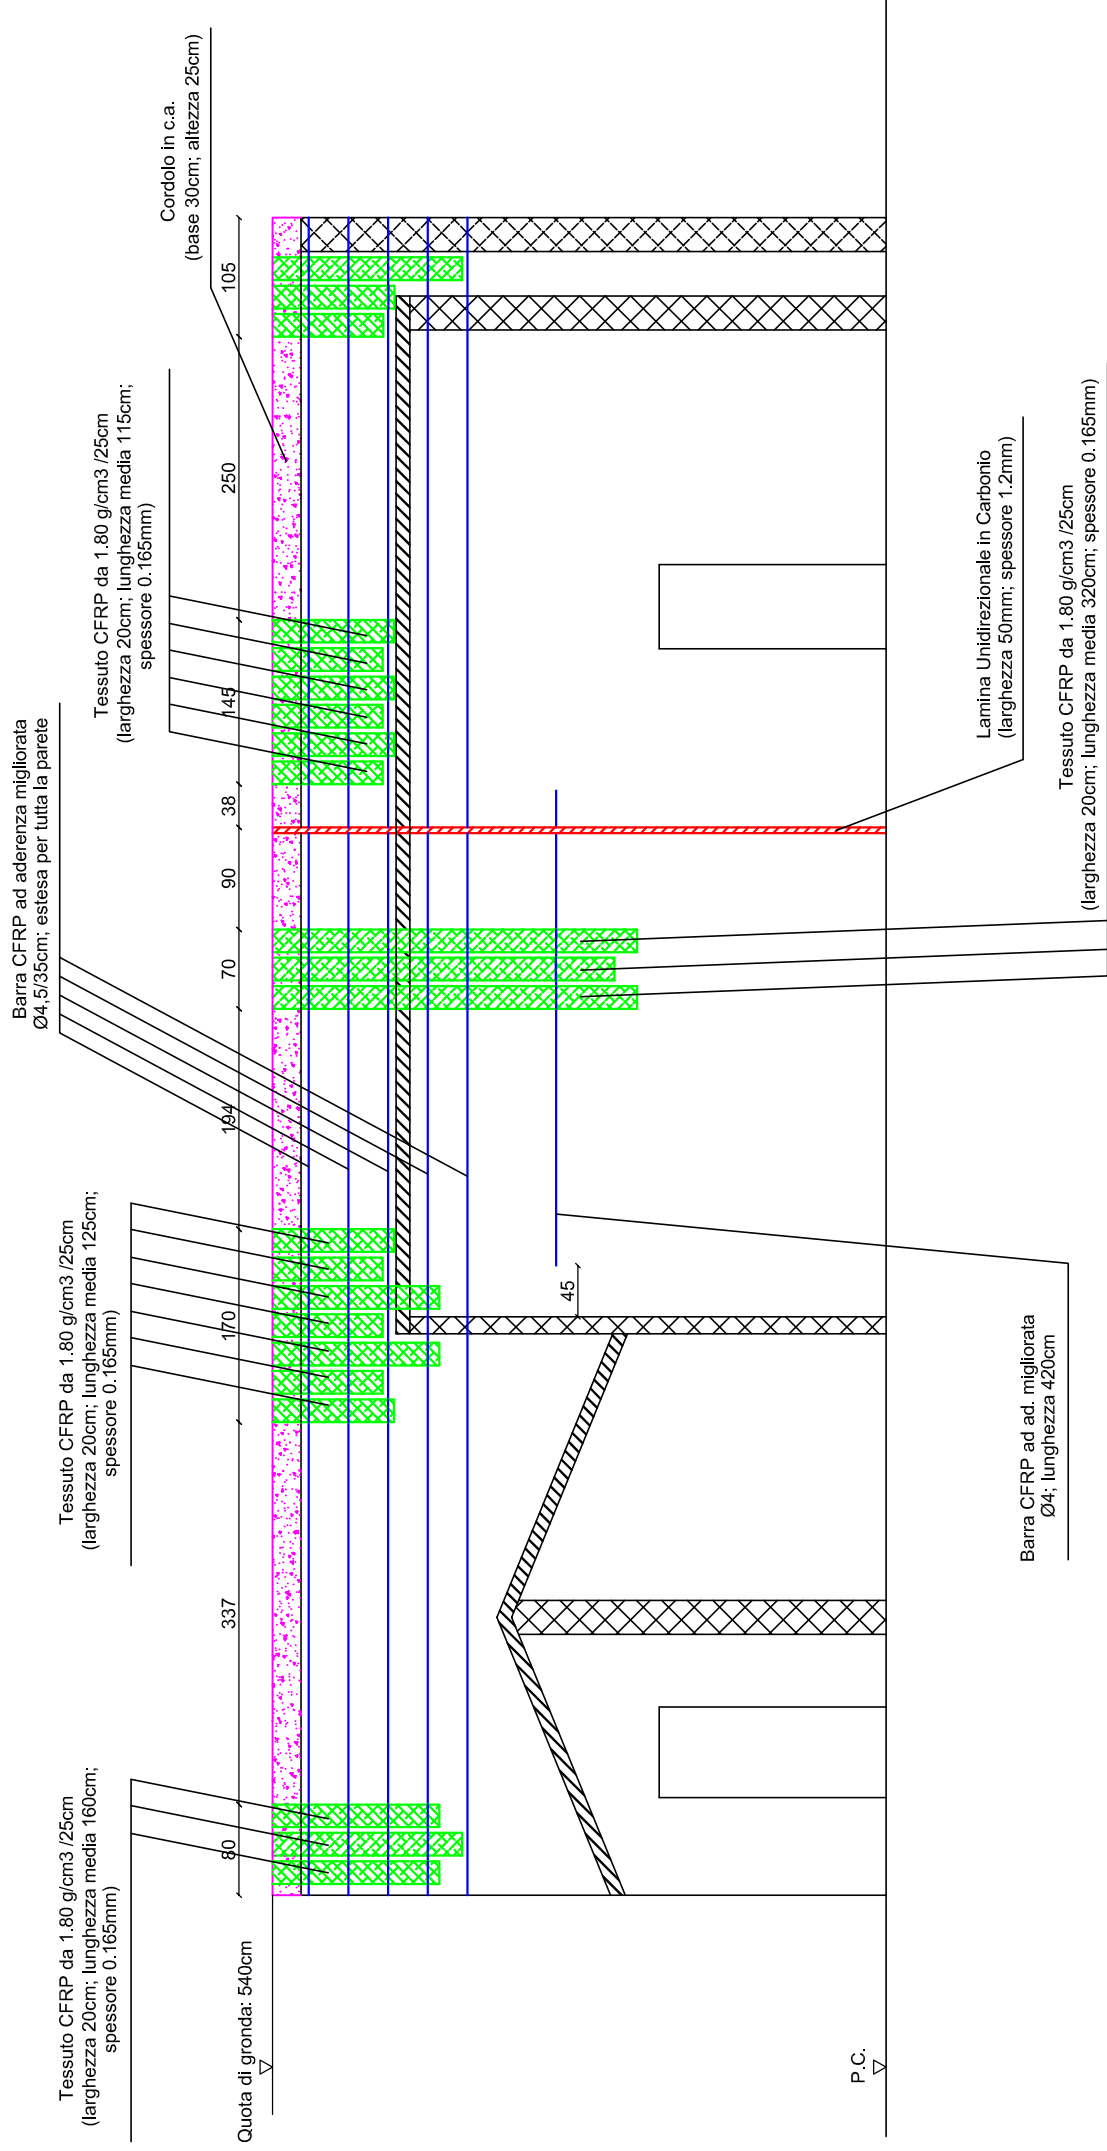 Tessuto CFRP da 1.80 g/cm3 /25cm
(larghezza 20cm; lunghezza media 160cm;
spessore 0.165mm)
Tessuto CFRP da 1.80 g/cm3 /25cm
(larghezza 20cm; lunghezza media 125cm;
spessore 0.165mm)
Barra CFRP ad aderenza migliorata
Ø4,5/35cm; estesa per tutta la parete
Tessuto CFRP da 1.80 g/cm3 /25cm
(larghezza 20cm; lunghezza media 115cm;
spessore 0.165mm)
Cordolo in c.a.
(base 30cm; altezza 25cm)
Quota di gronda: 540cm
80
337
170
194
70
90
38
145
250
105
45
P.C.
Barra CFRP ad ad. migliorata
Ø4; lunghezza 420cm
Lamina Unidirezionale in Carbonio
(larghezza 50mm; spessore 1.2mm)
Tessuto CFRP da 1.80 g/cm3 /25cm
(larghezza 20cm; lunghezza media 320cm; spessore 0.165mm)